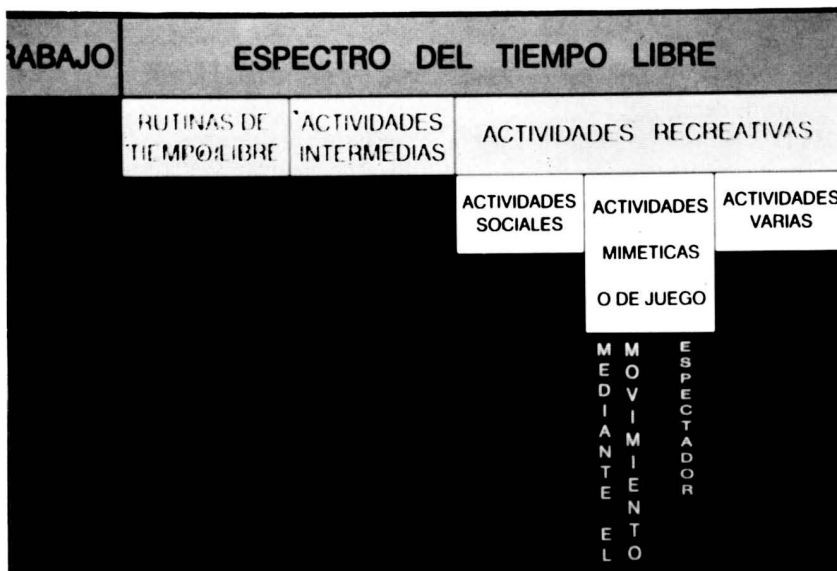 RABAJO
ESPECTRO DEL TIEMPO LIBRE
RUTINAS DE
TIEMPO LIBRE
ACTIVIDADES
INTERMEDIAS
ACTIVIDADES RECREATIVAS
ACTIVIDADES
SOCIALES
ACTIVIDADES
MIMETICAS
O DE JUEGO
ACTIVIDADES
VARIAS
MEDIANTE EL
MOVIMIENTO
ESPECTADOR